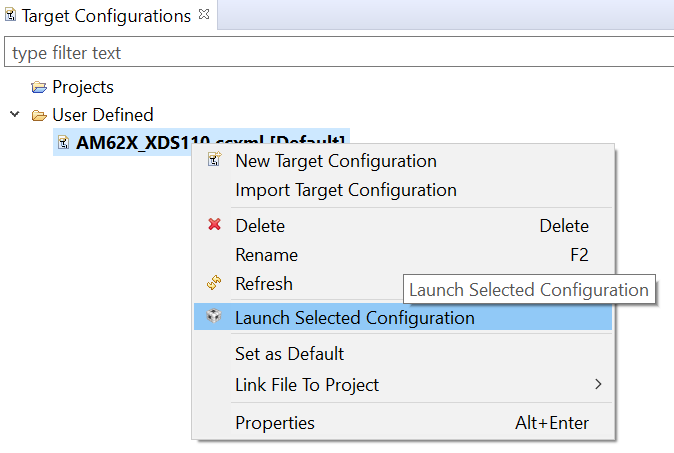 Target Configurations
type filter text
Projects
User Defined
AM62X_XDS110.ccxml [Default]
New Target Configuration
Import Target Configuration
Delete Delete
Rename F2
Refresh
Launch Selected Configuration
Launch Selected Configuration
Set as Default
Link File To Project
Properties Alt+Enter